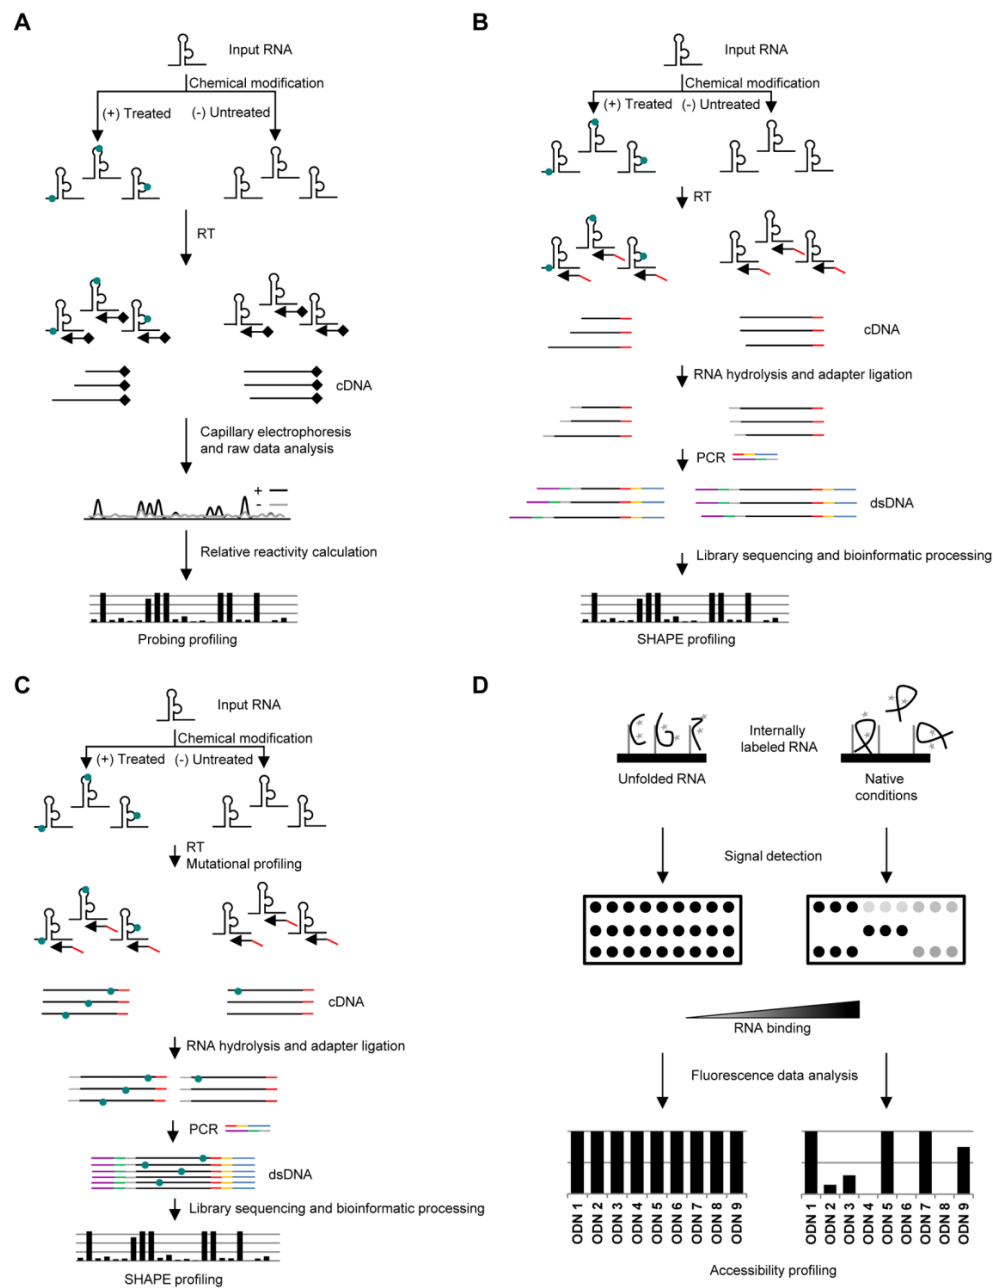 A
Input RNA
Chemical modification
(+) Treated
(-) Untreated
RT
cDNA
Capillary electrophoresis
and raw data analysis
+
-
Relative reactivity calculation
Probing profiling
B
Input RNA
Chemical modification
(+) Treated
(-) Untreated
RT
cDNA
RNA hydrolysis and adapter ligation
PCR
dsDNA
Library sequencing and bioinformatic processing
SHAPE profiling
C
Input RNA
Chemical modification
(+) Treated
(-) Untreated
RT
Mutational profiling
cDNA
RNA hydrolysis and adapter ligation
PCR
dsDNA
Library sequencing and bioinformatic processing
SHAPE profiling
D
Internally
labeled RNA
Unfolded RNA
Native
conditions
Signal detection
RNA binding
Fluorescence data analysis
ODN 1
ODN 2
ODN 3
ODN 4
ODN 5
ODN 6
ODN 7
ODN 8
ODN 9
ODN 1
ODN 2
ODN 3
ODN 4
ODN 5
ODN 6
ODN 7
ODN 8
ODN 9
Accessibility profiling